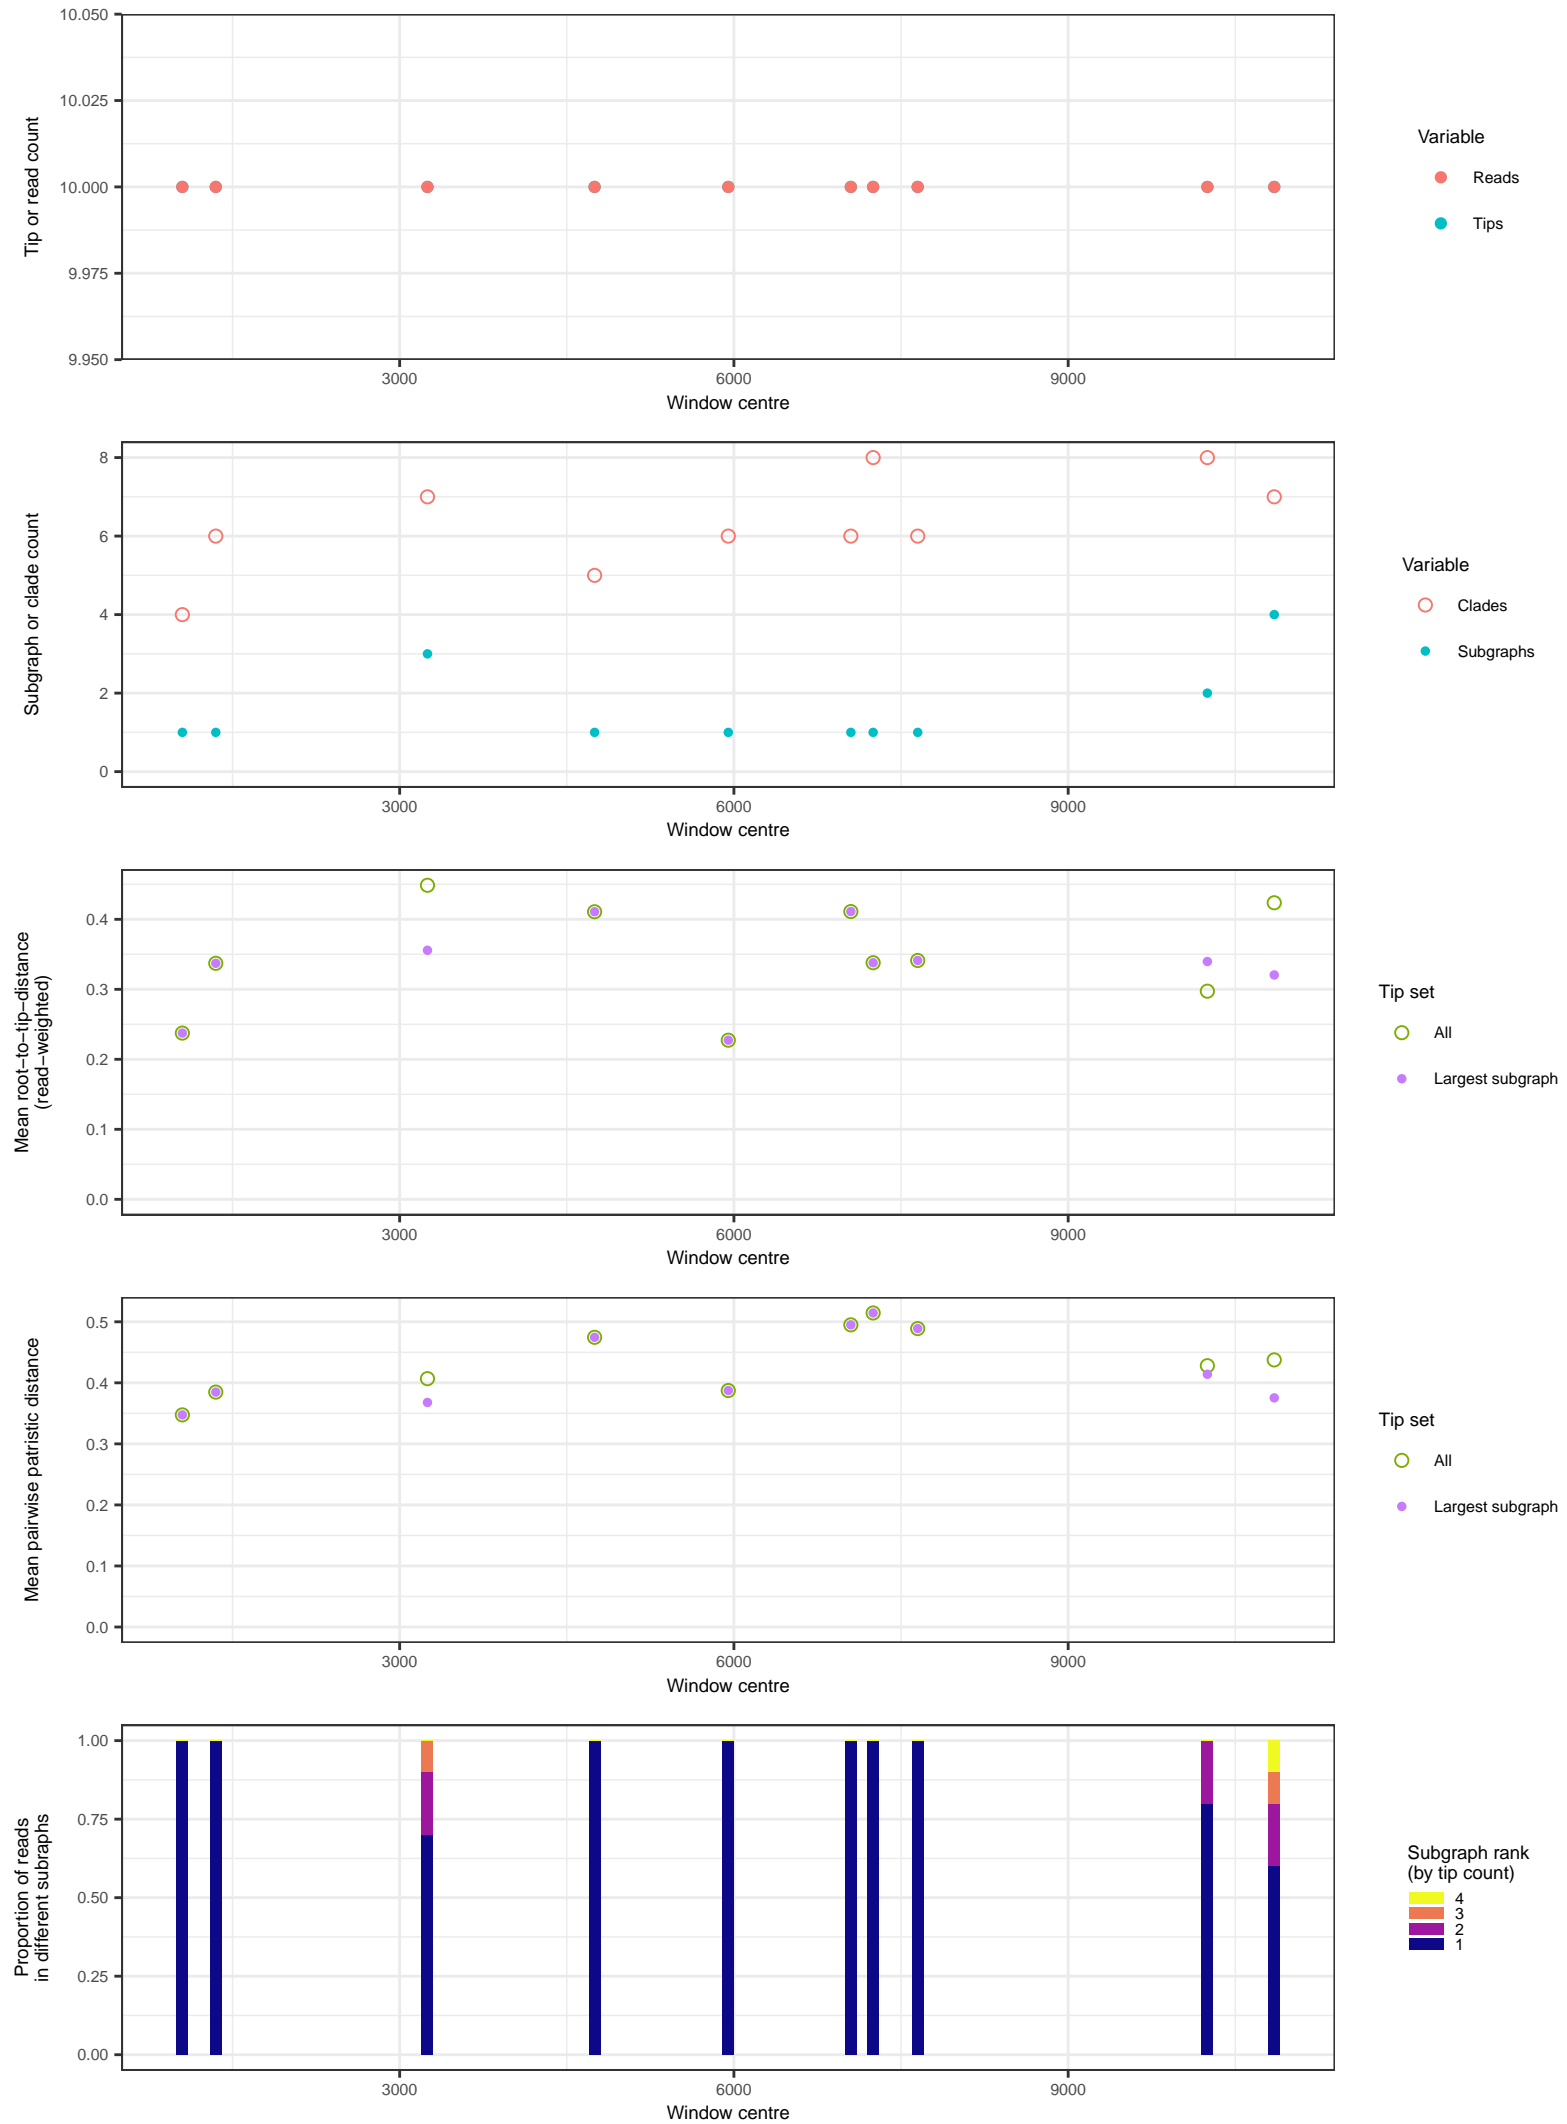 10.050
10.025
10.000
9.975
9.950
Tip or read count
3000
6000
9000
Window centre
Variable
Reads
Tips
8
6
4
2
0
Subgraph or clade count
3000
6000
9000
Window centre
Variable
Clades
Subgraphs
0.4
0.3
0.2
0.1
0.0
Mean root−to−tip−distance
(read−weighted)
3000
6000
9000
Window centre
Tip set
All
Largest subgraph
0.5
0.4
0.3
0.2
0.1
0.0
Mean pairwise patristic distance
3000
6000
9000
Window centre
Tip set
All
Largest subgraph
1.00
0.75
0.50
0.25
0.00
Proportion of reads
in different subraphs
3000
6000
9000
Window centre
Subgraph rank
(by tip count)
4
3
2
1